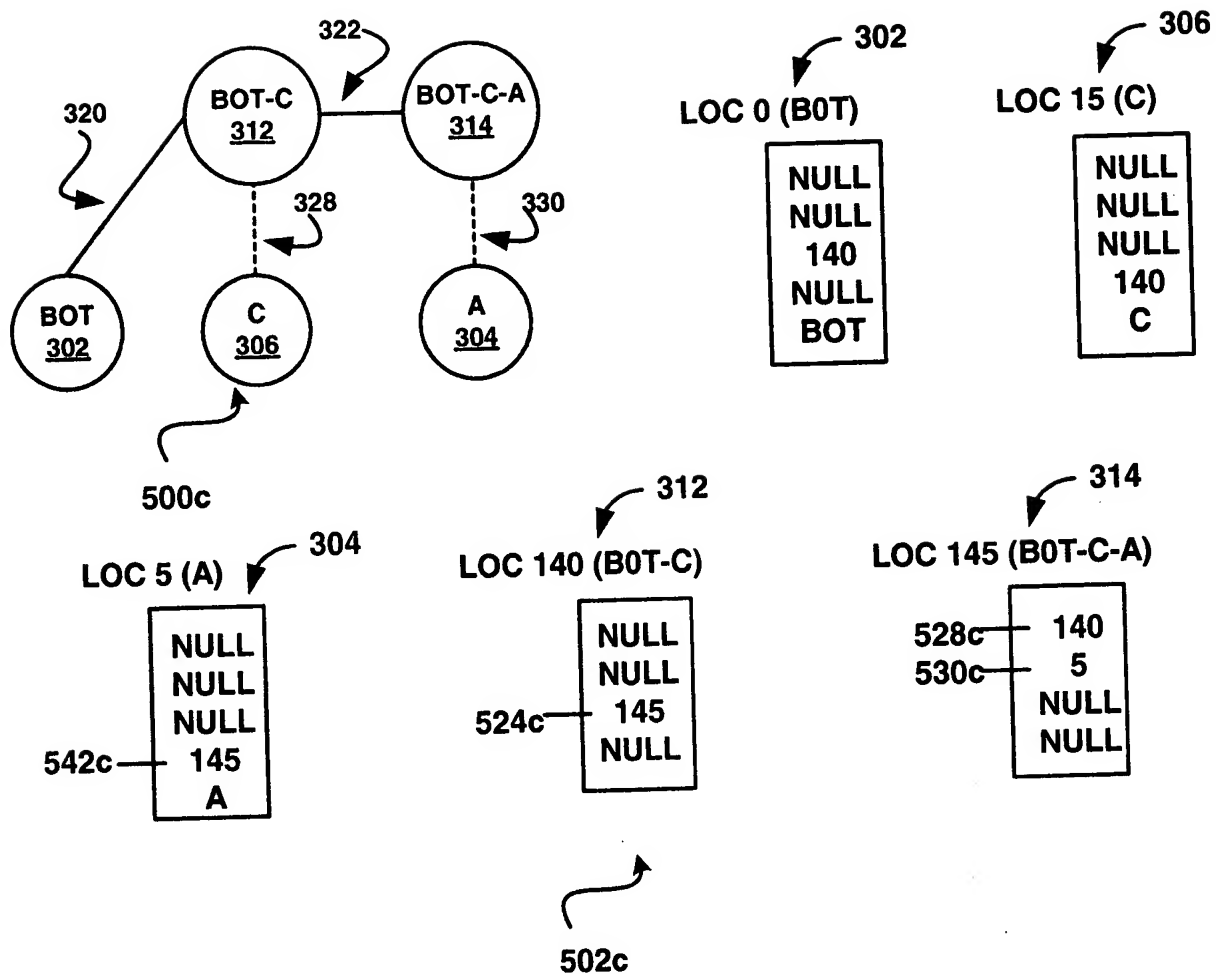 322
302
306
BOT-C
312
BOT-C-A
314
320
LOC 0 (B0T)
LOC 15 (C)
NULL
NULL
140
NULL
BOT
NULL
NULL
NULL
140
C
328
330
BOT
302
C
306
A
304
500c
304
312
314
LOC 5 (A)
LOC 140 (B0T-C)
LOC 145 (B0T-C-A)
NULL
NULL
NULL
542c
145
A
NULL
NULL
524c
145
NULL
528c
140
530c
5
NULL
NULL
502c